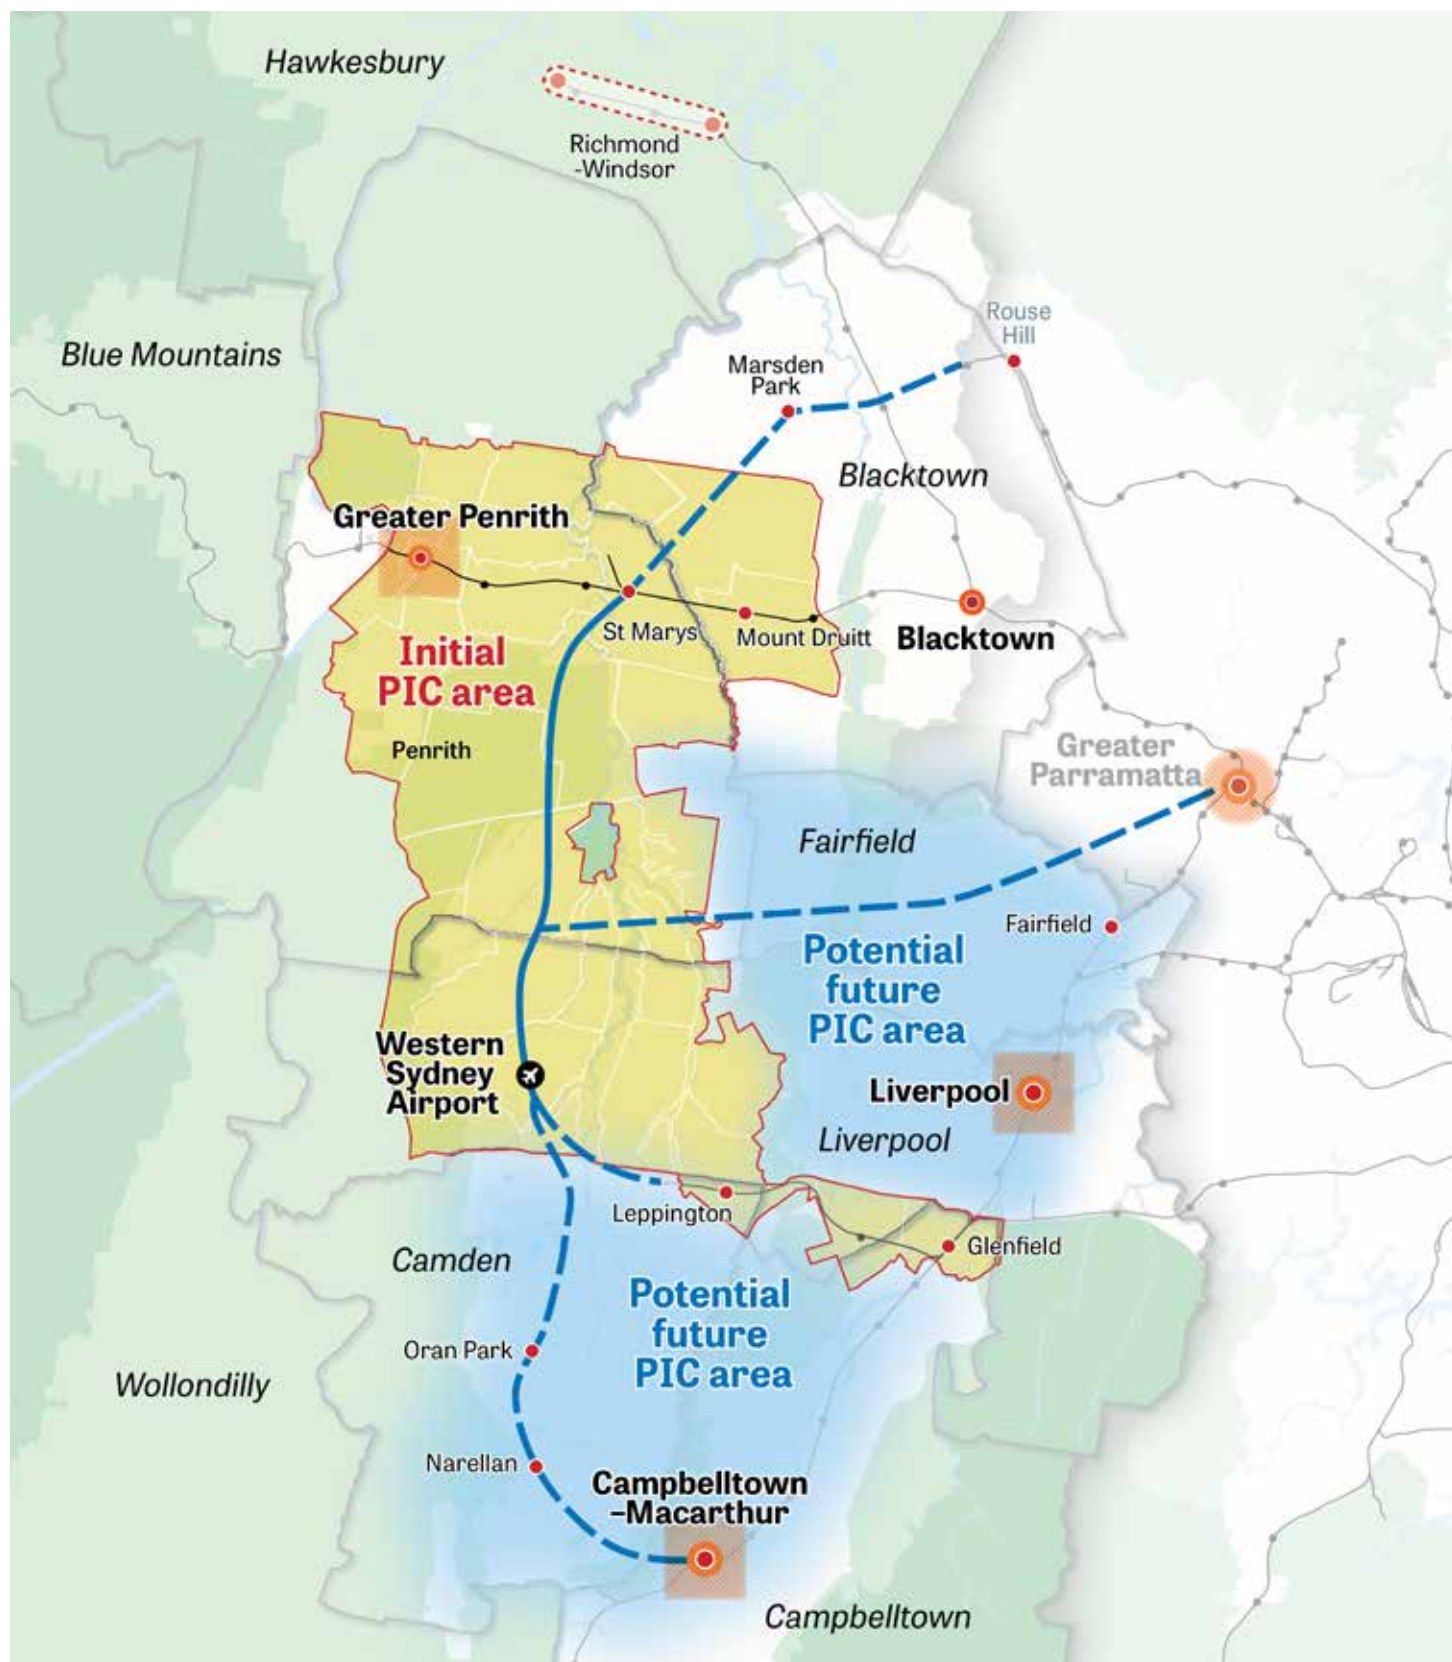 Hawkesbury
Richmond
-Windsor
Rouse
Hill
Blue Mountains
Marsden
Park
Blacktown
Greater Penrith
St Marys
Mount Druitt
Blacktown
Initial
PIC area
Penrith
Greater
Parramatta
Fairfield
Fairfield
Potential
future
PIC area
Western
Sydney
Airport
Liverpool
Liverpool
Leppington
Glenfield
Camden
Potential
future
PIC area
Oran Park
Wollondilly
Narellan
Campbelltown
–Macarthur
Campbelltown